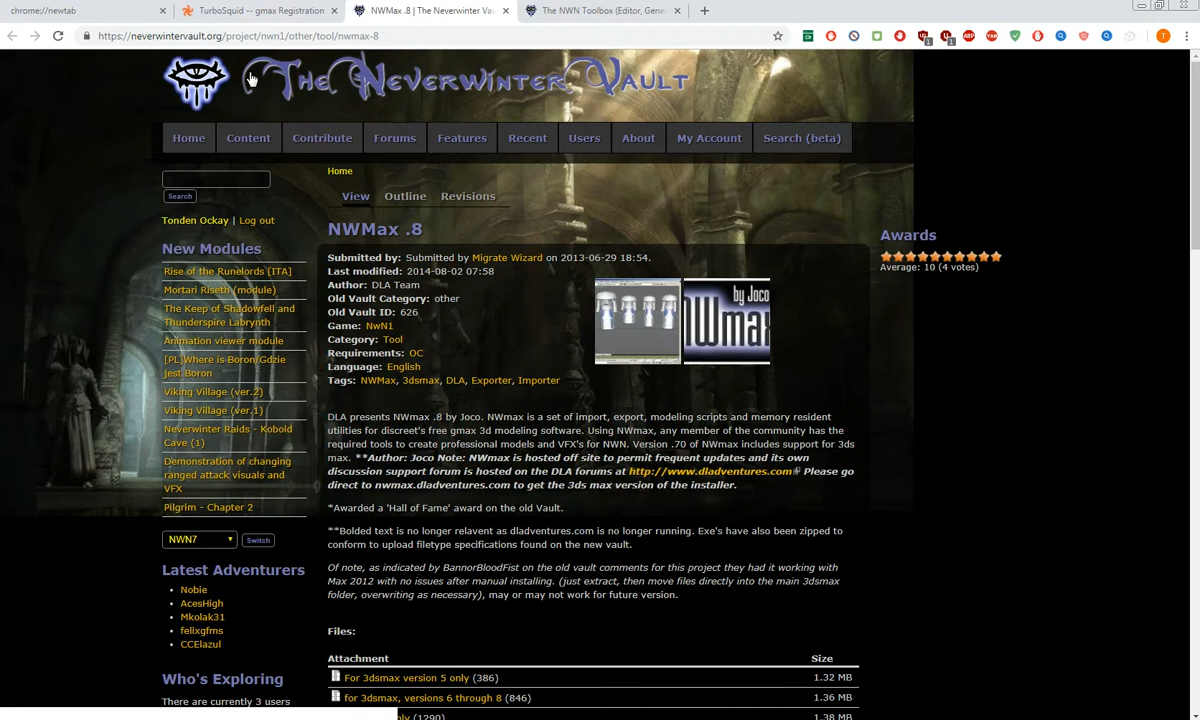 chrome://newtab
TurboSquid -- gmax Registration
NWMax .8 | The Neverwinter Vau
The NWN Toolbox (Editor, Gene
https://neverwintervault.org/project/nwn1/other/tool/nwmax-8
The Neverwinter Vault
Home Content Contribute Forums Features Recent Users About My Account Search (beta)
Search
Tonden Ockay | Log out
New Modules
Rise of the Runelords [ITA]
Mortari Riseth (module)
The Keep of Shadowfell and
Thunderspire Labrynth
Animation viewer module
[PL] Where is Boron/Gdzie
jest Boron
Viking Village (ver.2)
Viking Village (ver.1)
Neverwinter Raids - Kobold
Cave (1)
Demonstration of changing
ranged attack visuals and
VFX
Pilgrim - Chapter 2
NWN7 Switch
Latest Adventurers
Nobie
AcesHigh
Mkolak31
felixgfms
CCElazul
Who's Exploring
There are currently 3 users
Home
View Outline Revisions
NWMax .8
Submitted by: Submitted by Migrate Wizard on 2013-06-29 18:54.
Last modified: 2014-08-02 07:58
Author: DLA Team
Old Vault Category: other
Old Vault ID: 626
Game: NwN1
Category: Tool
Requirements: OC
Language: English
Tags: NWMax, 3dsmax, DLA, Exporter, Importer
by Joco
NWmax
DLA presents NWmax .8 by Joco. NWmax is a set of import, export, modeling scripts and memory resident
utilities for discreet's free gmax 3d modeling software. Using NWmax, any member of the community has the
required tools to create professional models and VFX's for NWN. Version .70 of NWmax includes support for 3ds
max. **Author: Joco Note: NWmax is hosted off site to permit frequent updates and its own
discussion support forum is hosted on the DLA forums at http://www.dladventures.com Please go
direct to nwmax.dladventures.com to get the 3ds max version of the installer.
*Awarded a 'Hall of Fame' award on the old Vault.
**Bolded text is no longer relavent as dladventures.com is no longer running. Exe's have also been zipped to
conform to upload filetype specifications found on the new vault.
Of note, as indicated by BannorBloodFist on the old vault comments for this project they had it working with
Max 2012 with no issues after manual installing. (just extract, then move files directly into the main 3dsmax
folder, overwriting as necessary), may or may not work for future version.
Files:
Attachment Size
For 3dsmax version 5 only (386) 1.32 MB
for 3dsmax, versions 6 through 8 (846) 1.36 MB
only (1290) 1.38 MB
Awards
Average: 10 (4 votes)